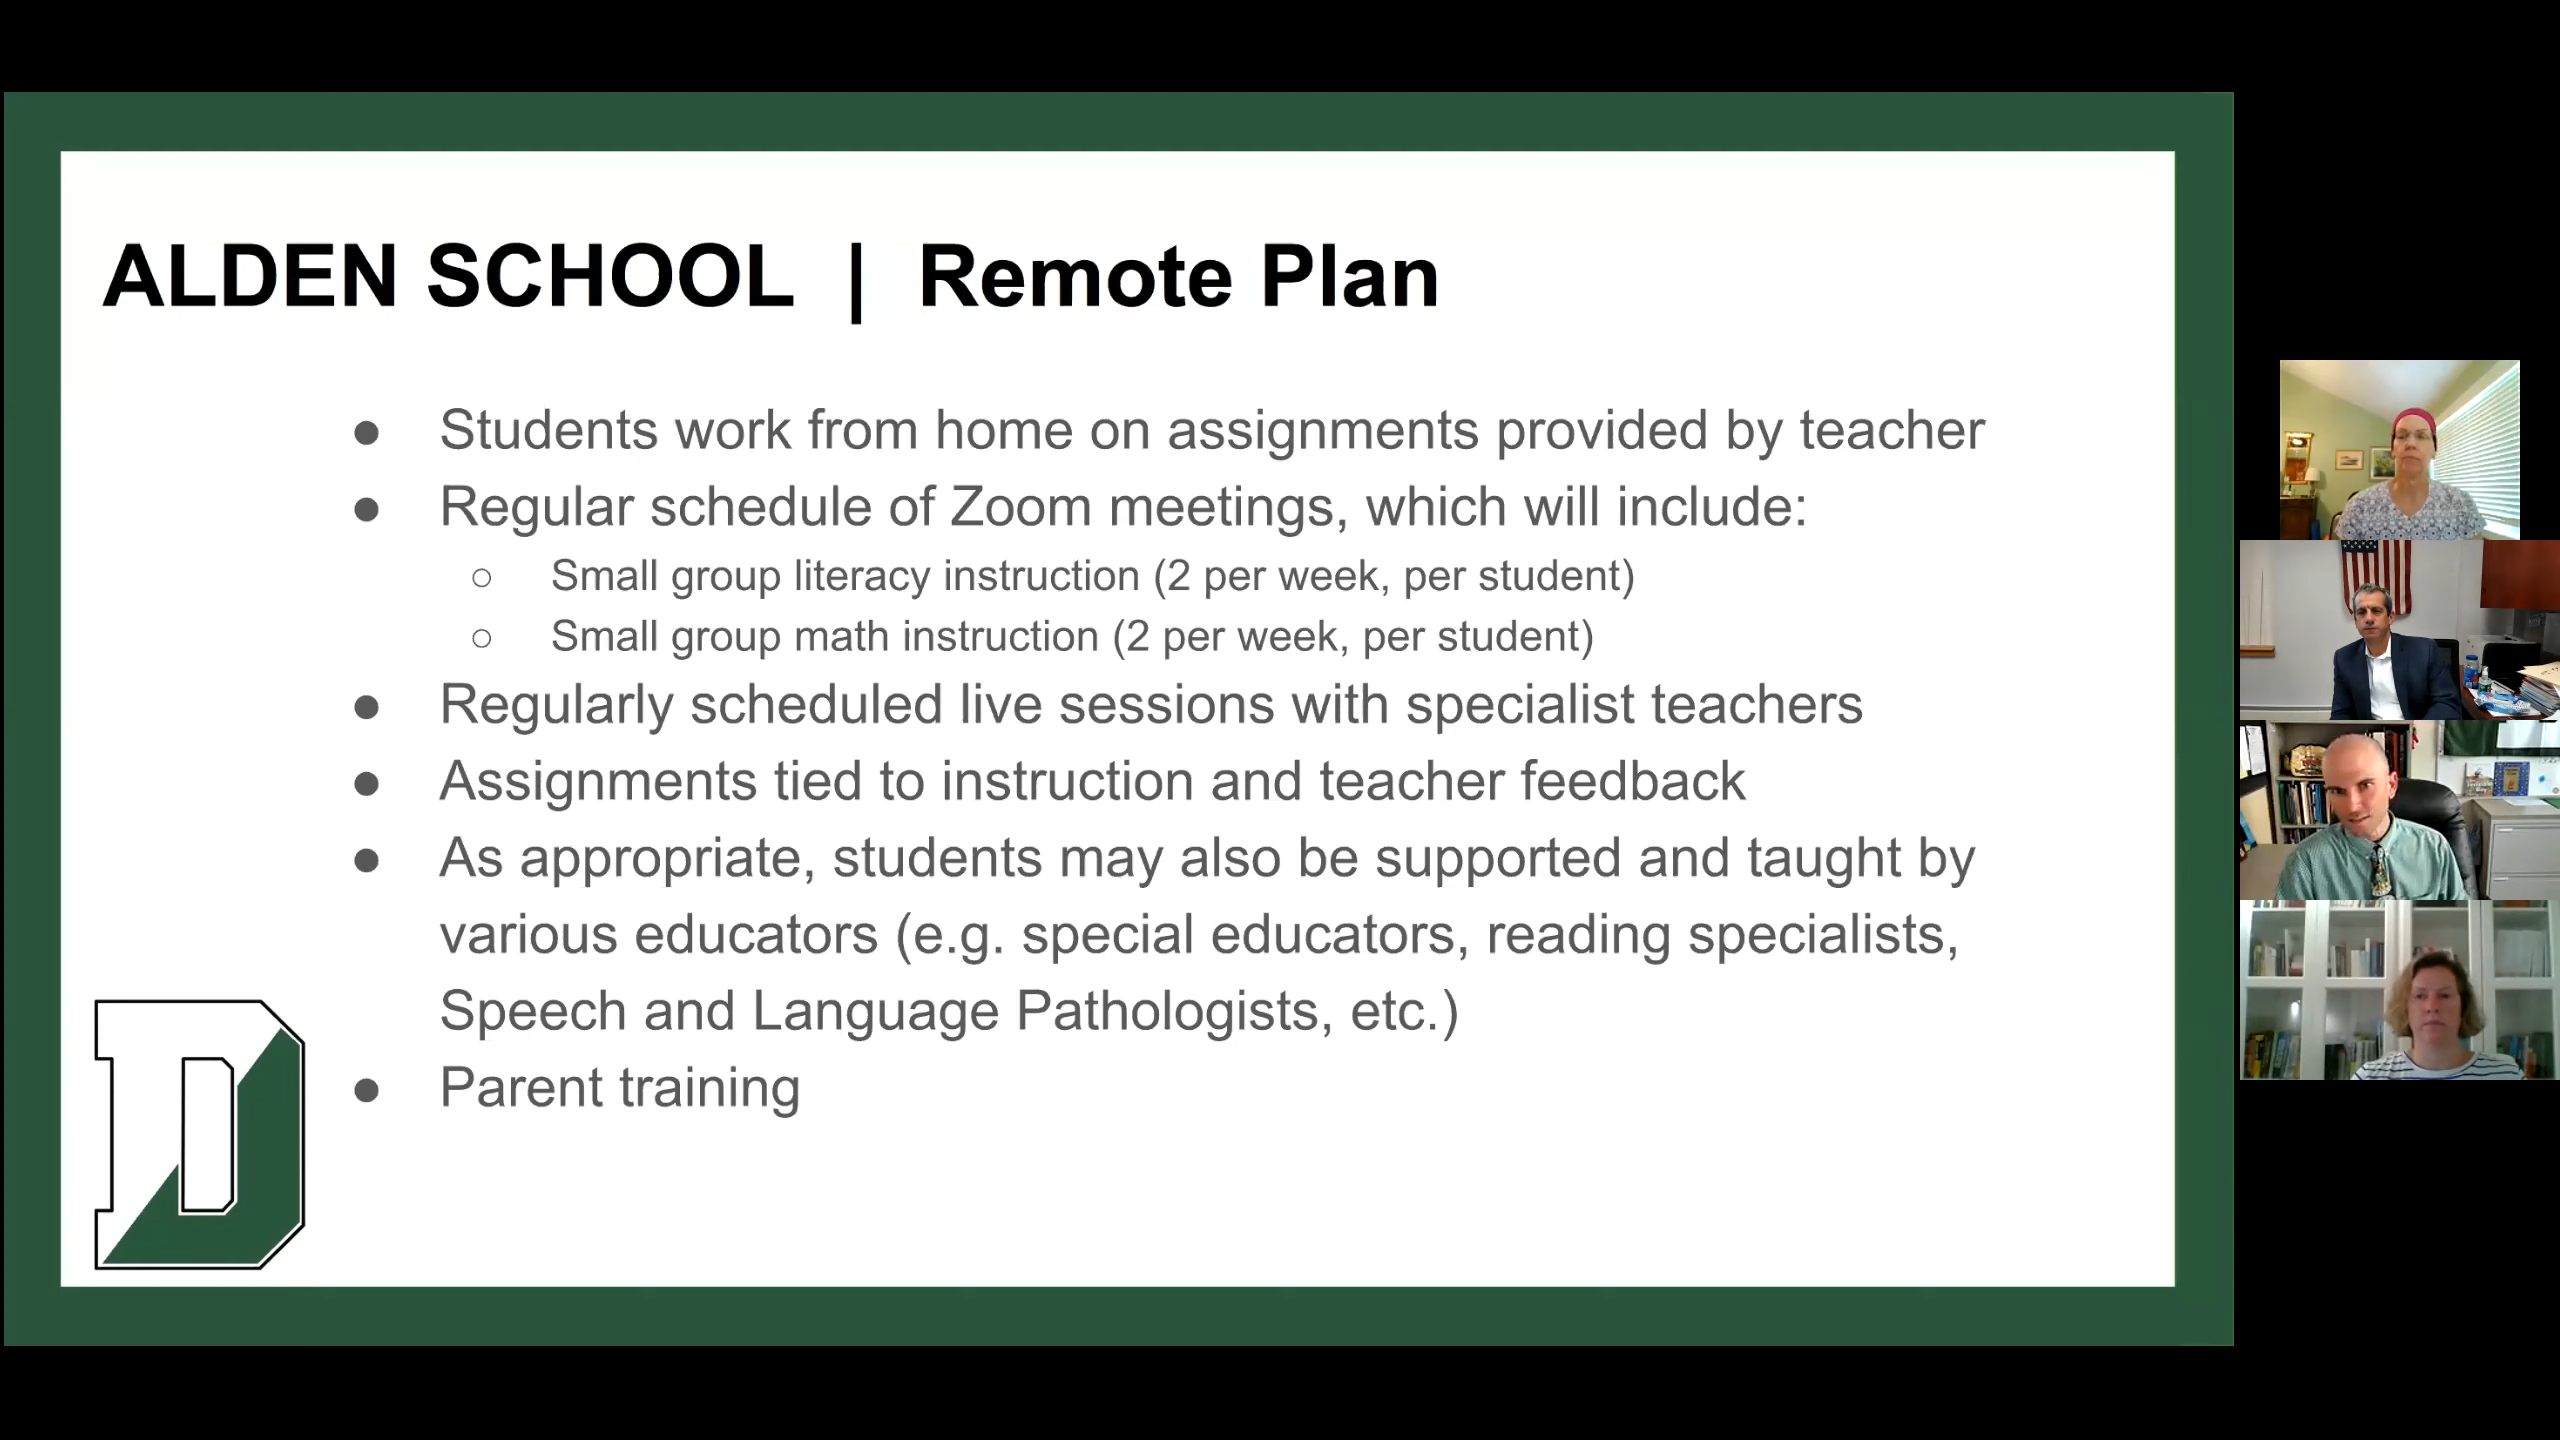 ALDEN SCHOOL | Remote Plan
● Students work from home on assignments provided by teacher
● Regular schedule of Zoom meetings, which will include:
○ Small group literacy instruction (2 per week, per student)
○ Small group math instruction (2 per week, per student)
● Regularly scheduled live sessions with specialist teachers
● Assignments tied to instruction and teacher feedback
● As appropriate, students may also be supported and taught by
various educators (e.g. special educators, reading specialists,
Speech and Language Pathologists, etc.)
● Parent training
D